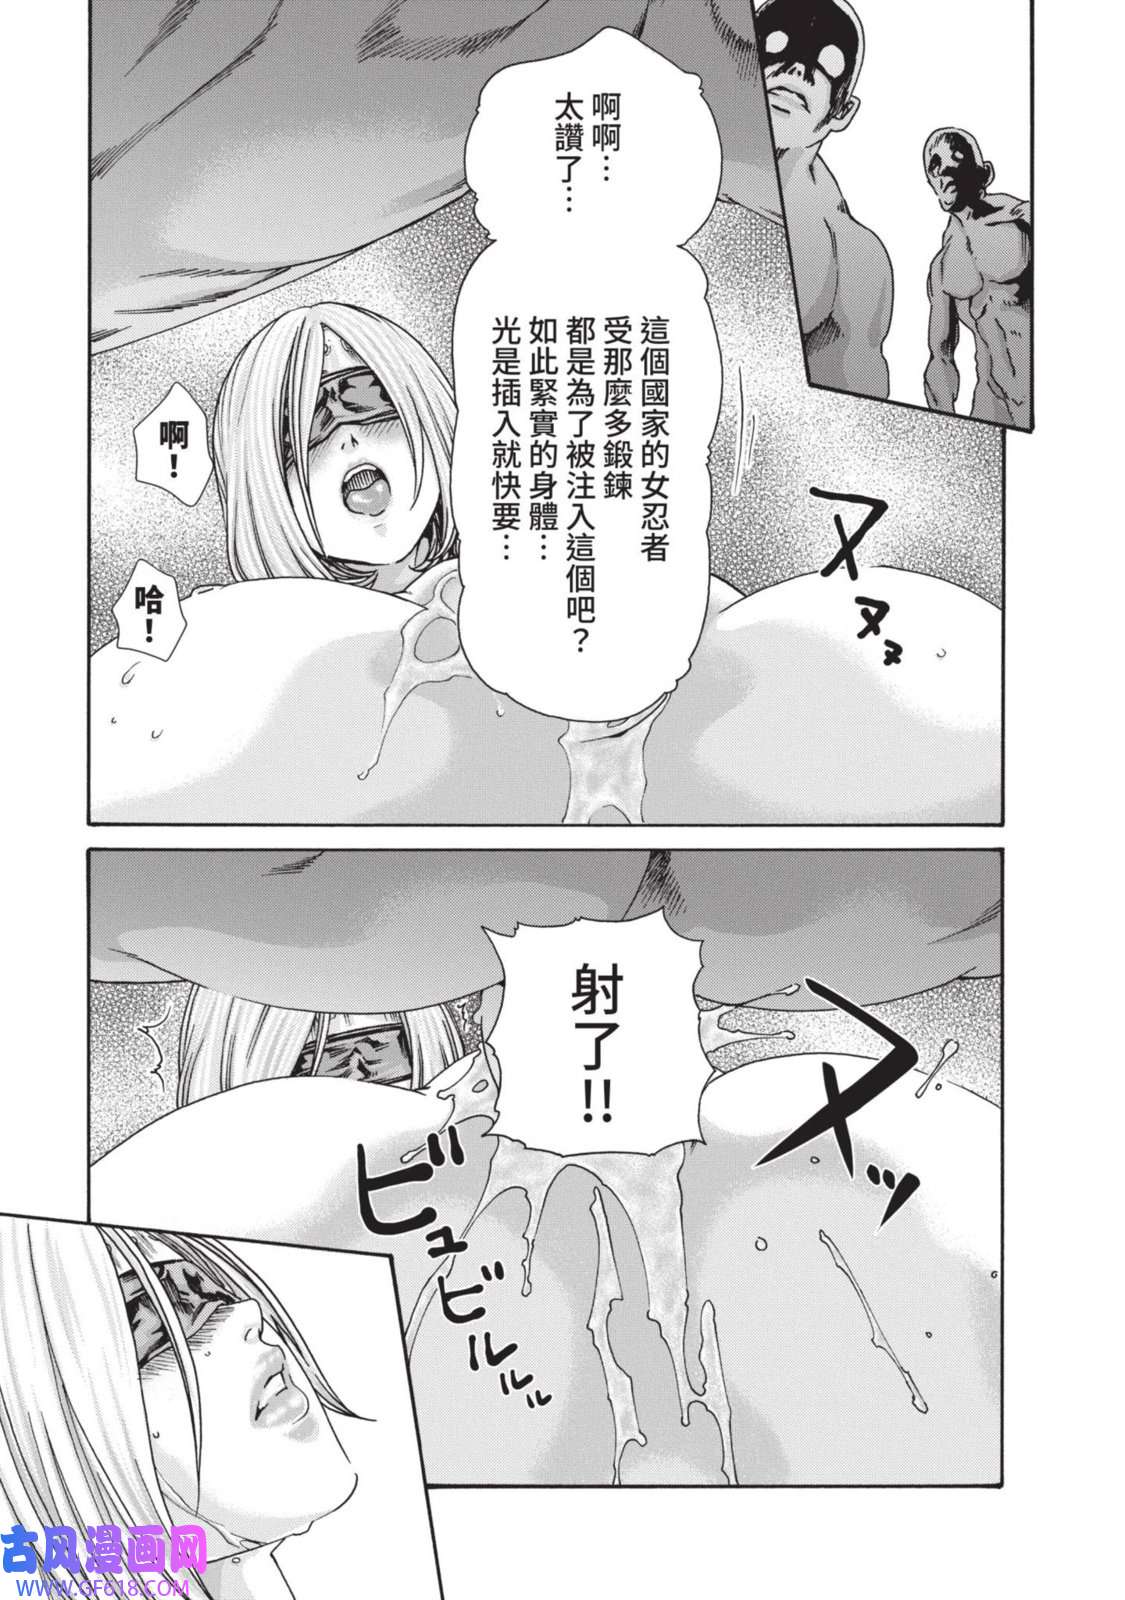 啊啊…
太讚了…
這個國家的女忍者
受那麼多鍛鍊
都是為了被注入這個吧？
如此緊實的身體…
光是插入就快要…
啊！
哈！
ヌ
ヌ
ヌ
射了!!
ヌッ
ビュビルルルッ
古风漫画网
WWW.GF618.COM